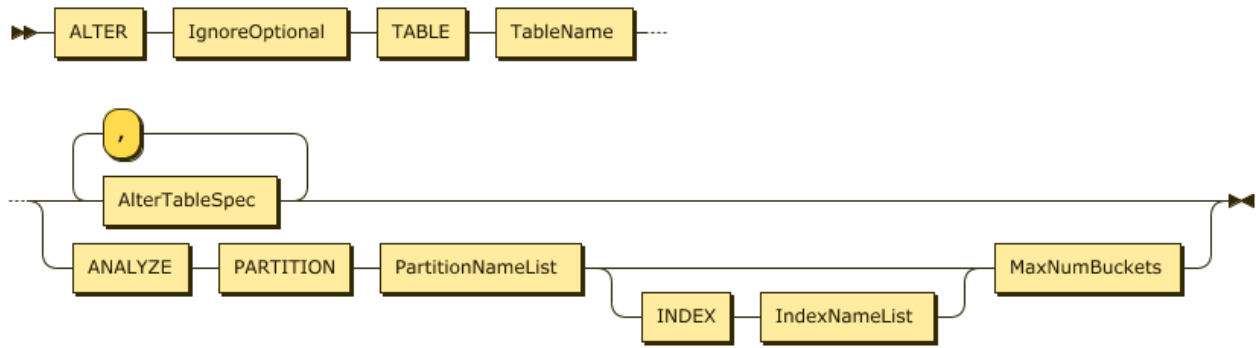 ALTER IgnoreOptional TABLE TableName
,
AlterTableSpec
ANALYZE PARTITION PartitionNameList MaxNumBuckets
INDEX IndexNameList